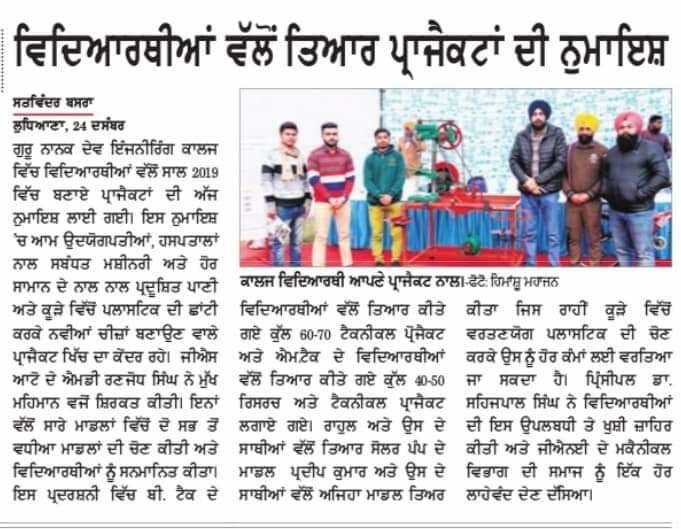 ਵਿਦਿਆਰਥੀਆਂ ਵੱਲੋਂ ਤਿਆਰ ਪ੍ਰਾਜੈਕਟਾਂ ਦੀ ਨੁਮਾਇਸ਼
ਸਤਵਿੰਦਰ ਬਸਰਾ
ਲੁਧਿਆਣਾ, 24 ਦਸੰਬਰ
ਗੁਰੂ ਨਾਨਕ ਦੇਵ ਇੰਜਨੀਰਿੰਗ ਕਾਲਜ
ਵਿੱਚ ਵਿਦਿਆਰਥੀਆਂ ਵੱਲੋਂ ਸਾਲ 2019
ਵਿੱਚ ਬਣਾਏ ਪ੍ਰਾਜੈਕਟਾਂ ਦੀ ਅੱਜ
ਨੁਮਾਇਸ਼ ਲਾਈ ਗਈ। ਇਸ ਨੁਮਾਇਸ਼
'ਚ ਆਮ ਉਦਯੋਗਪਤੀਆਂ, ਹਸਪਤਾਲਾਂ
ਨਾਲ ਸਬੰਧਤ ਮਸ਼ੀਨਰੀ ਅਤੇ ਹੋਰ
ਸਾਮਾਨ ਦੇ ਨਾਲ ਨਾਲ ਪ੍ਰਦੂਸ਼ਿਤ ਪਾਣੀ
ਅਤੇ ਕੂੜੇ ਵਿੱਚੋਂ ਪਲਾਸਟਿਕ ਦੀ ਛਾਂਟੀ
ਕਰਕੇ ਨਵੀਆਂ ਚੀਜ਼ਾਂ ਬਣਾਉਣ ਵਾਲੇ
ਪ੍ਰਾਜੈਕਟ ਖਿੱਚ ਦਾ ਕੇਂਦਰ ਰਹੇ। ਜੀਐਸ
ਆਟੋ ਦੇ ਐਮਡੀ ਰਣਜੋਧ ਸਿੰਘ ਨੇ ਮੁੱਖ
ਮਹਿਮਾਨ ਵਜੋਂ ਸ਼ਿਰਕਤ ਕੀਤੀ। ਇਨਾਂ
ਵੱਲੋਂ ਸਾਰੇ ਮਾਡਲਾਂ ਵਿੱਚੋਂ ਦੋ ਸਭ ਤੋਂ
ਵਧੀਆ ਮਾਡਲਾਂ ਦੀ ਚੋਣ ਕੀਤੀ ਅਤੇ
ਵਿਦਿਆਰਥੀਆਂ ਨੂੰ ਸਨਮਾਨਿਤ ਕੀਤਾ।
ਇਸ ਪ੍ਰਦਰਸ਼ਨੀ ਵਿੱਚ ਬੀ. ਟੈਕ ਦੇ
ਕਾਲਜ ਵਿਦਿਆਰਥੀ ਆਪਣੇ ਪ੍ਰਾਜੈਕਟ ਨਾਲ।-ਫੋਟੋ: ਹਿਮਾਂਸ਼ੂ ਮਹਾਜਨ
ਵਿਦਿਆਰਥੀਆਂ ਵੱਲੋਂ ਤਿਆਰ ਕੀਤੇ
ਗਏ ਕੁੱਲ 60-70 ਟੈਕਨੀਕਲ ਪ੍ਰੋਜੈਕਟ
ਅਤੇ ਐਮ.ਟੈਕ ਦੇ ਵਿਦਿਆਰਥੀਆਂ
ਵੱਲੋਂ ਤਿਆਰ ਕੀਤੇ ਗਏ ਕੁੱਲ 40-50
ਰਿਸਰਚ ਅਤੇ ਟੈਕਨੀਕਲ ਪ੍ਰਾਜੈਕਟ
ਲਗਾਏ ਗਏ। ਰਾਹੁਲ ਅਤੇ ਉਸ ਦੇ
ਸਾਥੀਆਂ ਵੱਲੋਂ ਤਿਆਰ ਸੋਲਰ ਪੰਪ ਦੇ
ਮਾਡਲ ਪ੍ਰਦੀਪ ਕੁਮਾਰ ਅਤੇ ਉਸ ਦੇ
ਸਾਥੀਆਂ ਵੱਲੋਂ ਅਜਿਹਾ ਮਾਡਲ ਤਿਅਰ
ਕੀਤਾ ਜਿਸ ਰਾਹੀਂ ਕੂੜੇ ਵਿੱਚੋਂ
ਵਰਤਣਯੋਗ ਪਲਾਸਟਿਕ ਦੀ ਚੋਣ
ਕਰਕੇ ਉਸ ਨੂੰ ਹੋਰ ਕੰਮਾਂ ਲਈ ਵਰਤਿਆ
ਜਾ ਸਕਦਾ ਹੈ। ਪ੍ਰਿੰਸੀਪਲ ਡਾ.
ਸਹਿਜਪਾਲ ਸਿੰਘ ਨੇ ਵਿਦਿਆਰਥੀਆਂ
ਦੀ ਇਸ ਉਪਲਬਧੀ ਤੇ ਖੁਸ਼ੀ ਜ਼ਾਹਿਰ
ਕੀਤੀ ਅਤੇ ਜੀਐਨਈ ਦੇ ਮਕੈਨੀਕਲ
ਵਿਭਾਗ ਦੀ ਸਮਾਜ ਨੂੰ ਇੱਕ ਹੋਰ
ਲਾਹੇਵੰਦ ਦੇਣ ਦੱਸਿਆ।